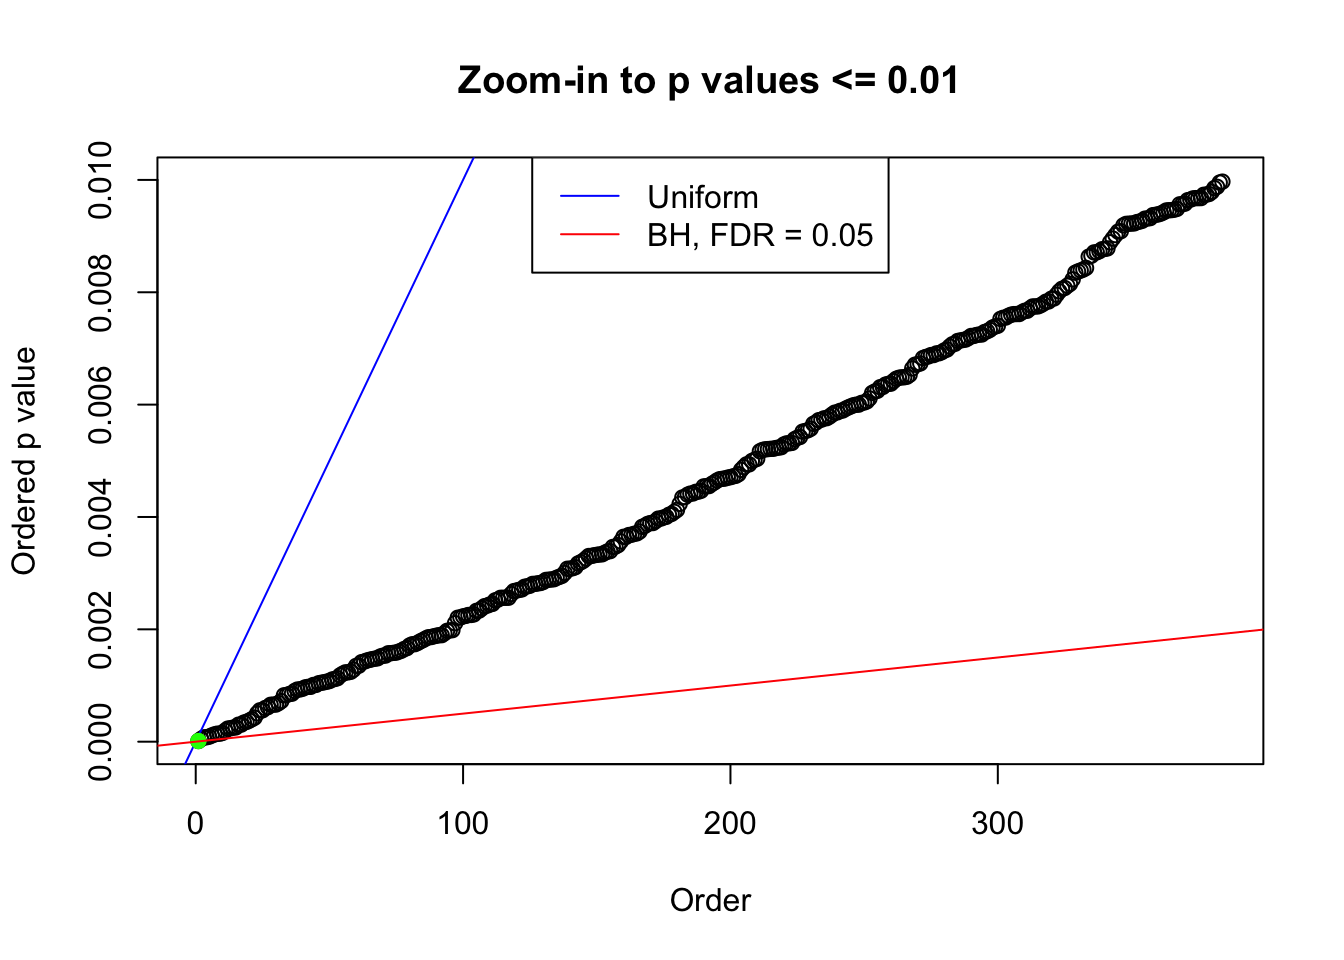 Zoom-in to p values <= 0.01
Uniform
BH, FDR = 0.05
Ordered p value
0.010
0.008
0.006
0.004
0.002
0.000
0 100 200 300
Order